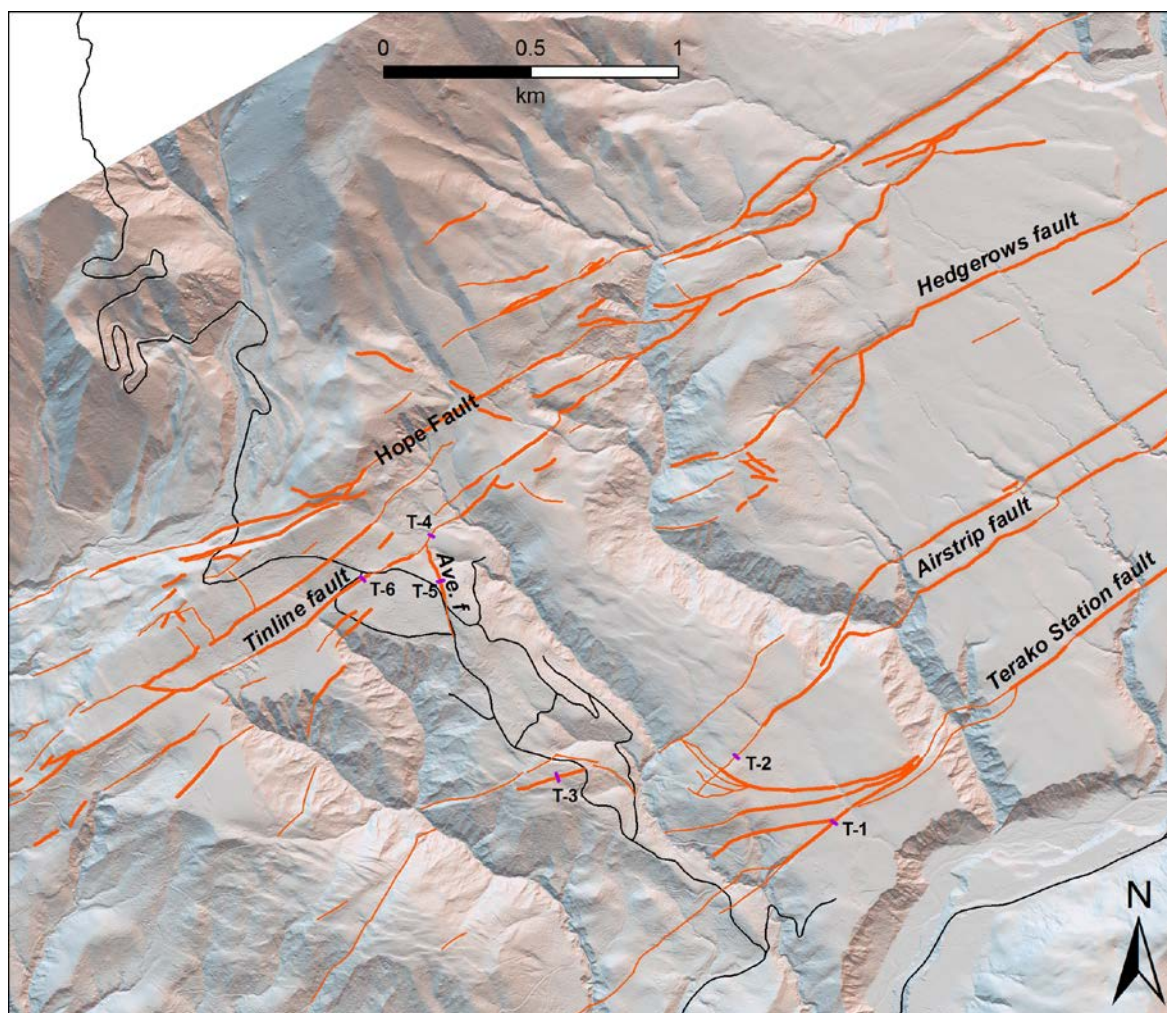 0 0.5 1
km
Hedgerows fault
Hope Fault
Airstrip fault
T-4
Ave. f
T-6
T-5
Tinline fault
Terako Station fault
T-2
T-3
T-1
N